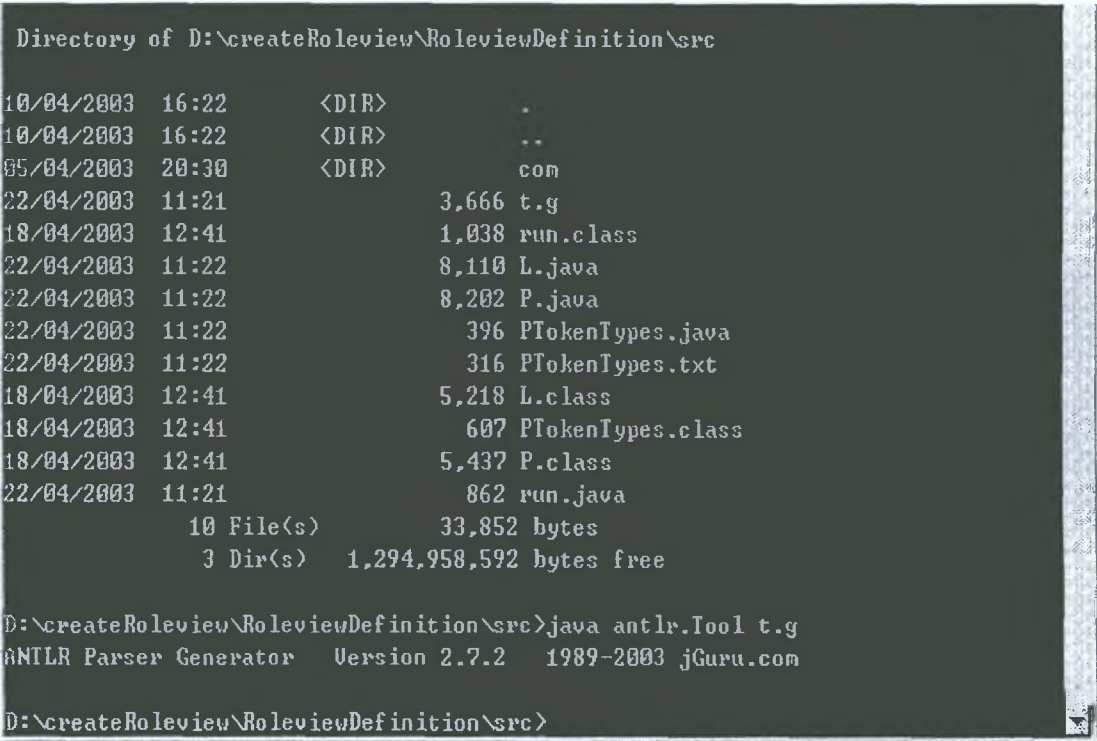 Directory of D:\createRoleview\RoleviewDefinition\src
10/04/2003 16:22 <DIR> .
10/04/2003 16:22 <DIR> ..
05/04/2003 20:30 <DIR> com
22/04/2003 11:21 3,666 t.g
18/04/2003 12:41 1,038 run.class
22/04/2003 11:22 8,110 L.java
22/04/2003 11:22 8,202 P.java
22/04/2003 11:22 396 PTokenTypes.java
22/04/2003 11:22 316 PTokenTypes.txt
18/04/2003 12:41 5,218 L.class
18/04/2003 12:41 607 PTokenTypes.class
18/04/2003 12:41 5,437 P.class
22/04/2003 11:21 862 run.java
10 File(s) 33,852 bytes
3 Dir(s) 1,294,958,592 bytes free
D:\createRoleview\RoleviewDefinition\src>java antlr.Tool t.g
ANTLR Parser Generator Version 2.7.2 1989-2003 jGuru.com
D:\createRoleview\RoleviewDefinition\src>